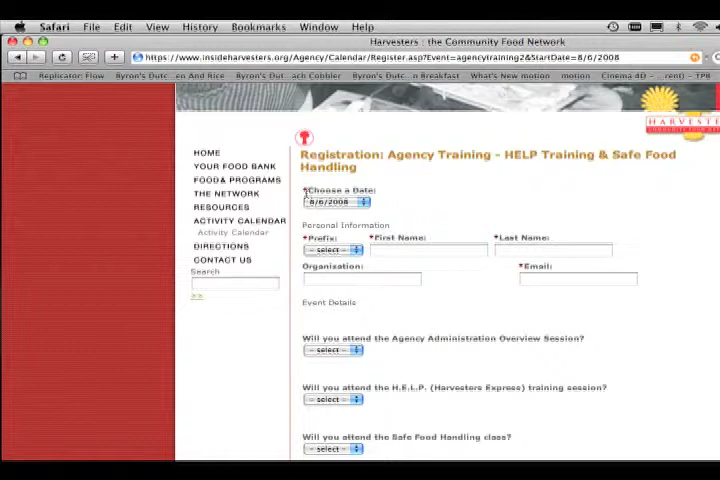 Safari File Edit View History Bookmarks Window Help
Harvesters : the Community Food Network
https://www.insideharvesters.org/Agency/Calendar/Register.asp?Event=agencytraining2&StartDate=8/6/2008
Replicator: Flow Byron's Dutc...en And Rice Byron's Dut...ach Cobbler Byron's Dutc...n Breakfast What's New motion motion Cinema 4D - ...rent) - TPB
HARVESTE
HOME
YOUR FOOD BANK
FOOD & PROGRAMS
THE NETWORK
RESOURCES
ACTIVITY CALENDAR
Activity Calendar
DIRECTIONS
CONTACT US
Search
>>
Registration: Agency Training - HELP Training & Safe Food
Handling
*Choose a Date:
8/6/2008
Personal Information
*Prefix: *First Name: *Last Name:
- select -
Organization: *Email:
Event Details
Will you attend the Agency Administration Overview Session?
- select -
Will you attend the H.E.L.P. (Harvesters Express) training session?
- select -
Will you attend the Safe Food Handling class?
- select -